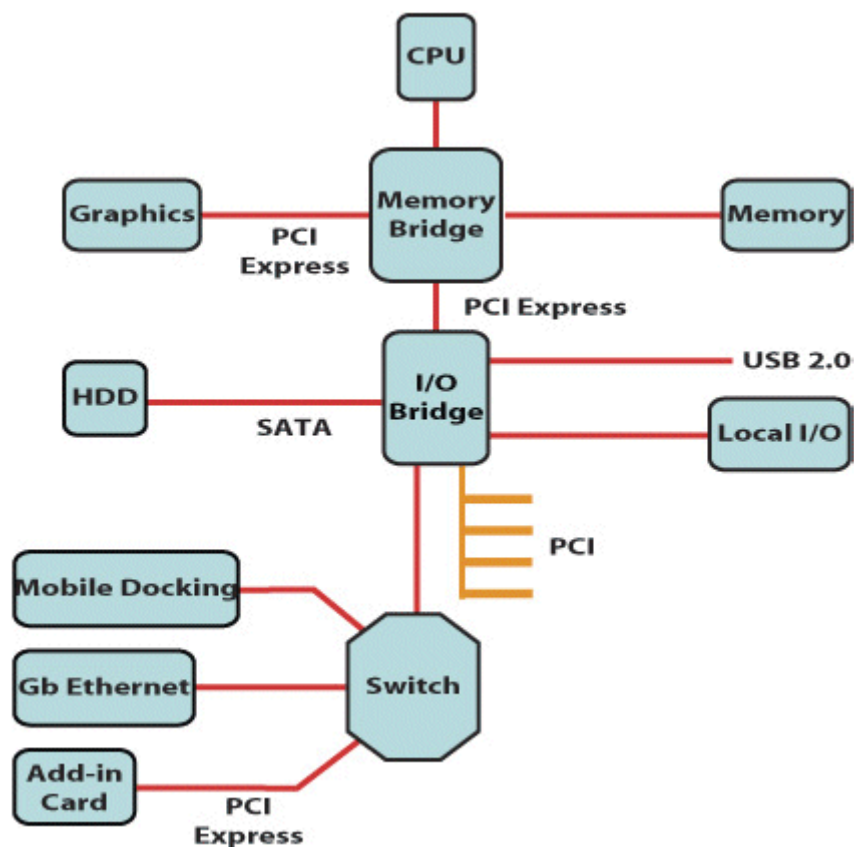 CPU
Graphics
Memory
Bridge
Memory
PCI
Express
PCI Express
HDD
SATA
I/O
Bridge
USB 2.0
Local I/O
PCI
Mobile Docking
Gb Ethernet
Switch
Add-in
Card
PCI
Express